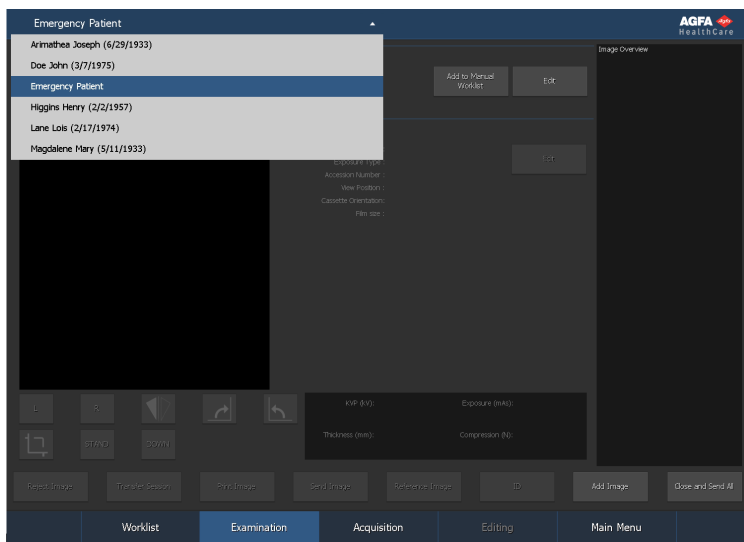 Emergency Patient
AGFA
HealthCare
Arimathea Joseph (6/29/1933)
Doe John (3/7/1975)
Emergency Patient
Higgins Henry (2/2/1957)
Lane Lois (2/17/1974)
Magdalene Mary (5/11/1933)
Image Overview
Add to Manual
Worklist
Edit
Exposure Type :
Edit
Accession Number :
View Position :
Cassette Orientation:
Film size :
L
R
STAND
DOWN
KVP (kV):
Exposure (mAs):
Thickness (mm):
Compression (N):
Reject Image
Transfer Session
Print Image
Send Image
Reference Image
ID
Add Image
Close and Send All
Worklist
Examination
Acquisition
Editing
Main Menu